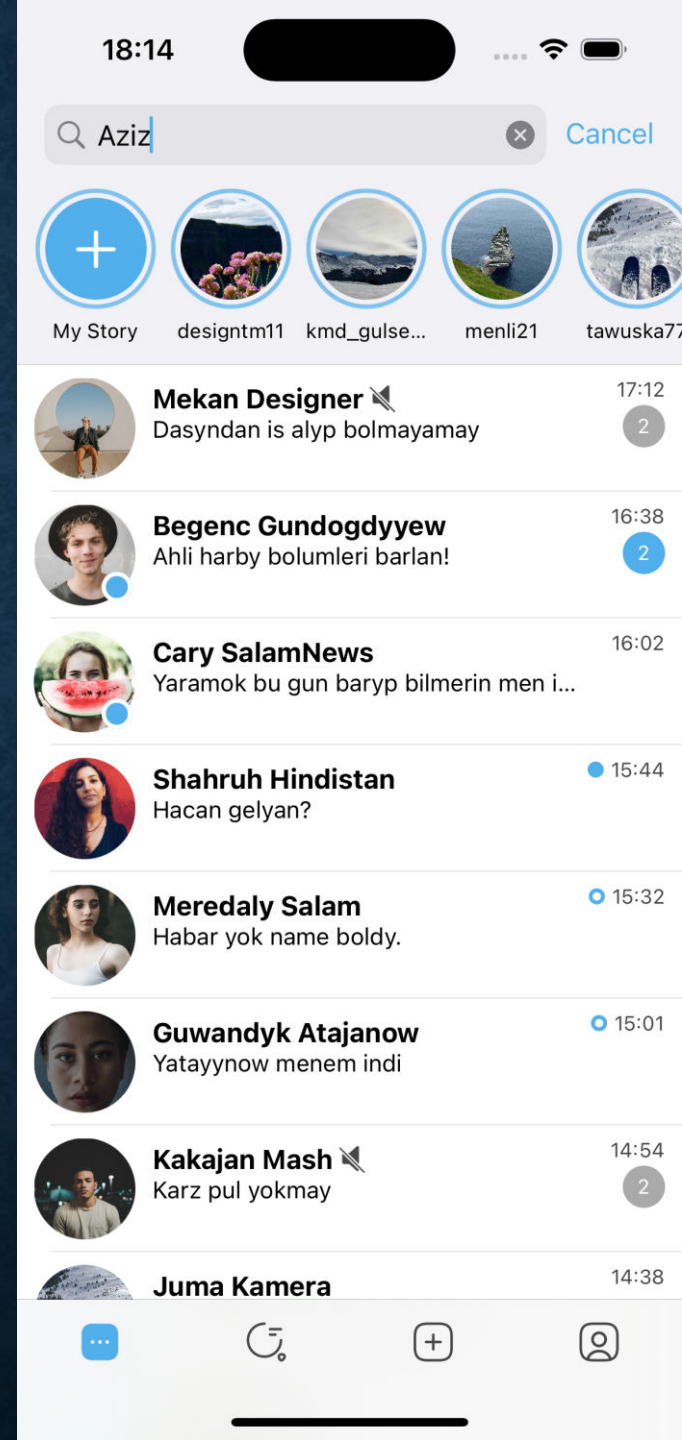 18:14
Aziz
Cancel
My Story
designtm11
kmd_gulse...
menli21
tawuska77
Mekan Designer
17:12
Dasyndan is alyp bolmayamay
2
Begenc Gundogdyyew
16:38
Ahli harby bolumleri barlan!
2
Cary SalamNews
16:02
Yaramok bu gun baryp bilmerin men i...
Shahruh Hindistan
15:44
Hacan gelyan?
Meredaly Salam
15:32
Habar yok name boldy.
Guwandyk Atajanow
15:01
Yatayynow menem indi
Kakajan Mash
14:54
Karz pul yokmay
2
Juma Kamera
14:38